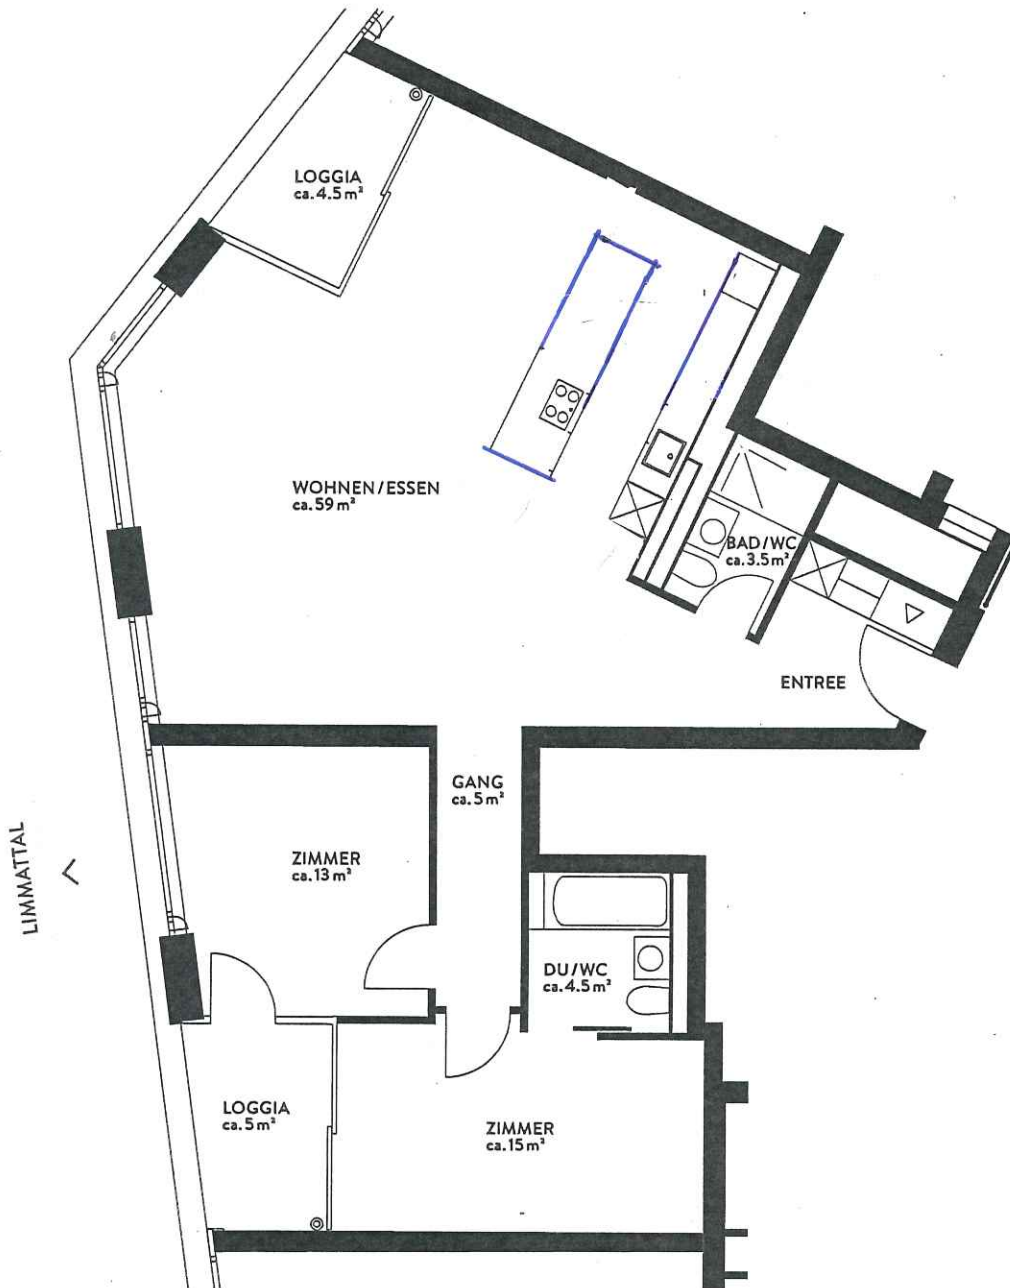 LOGGIA
ca. 4.5 m²
WOHNEN/ESSEN
ca. 59 m²
BAD/WC
ca. 3.5 m²
ENTREE
GANG
ca. 5 m²
ZIMMER
ca. 13 m²
LIMMATTAL
DU/WC
ca. 4.5 m²
LOGGIA
ca. 5 m²
ZIMMER
ca. 15 m²